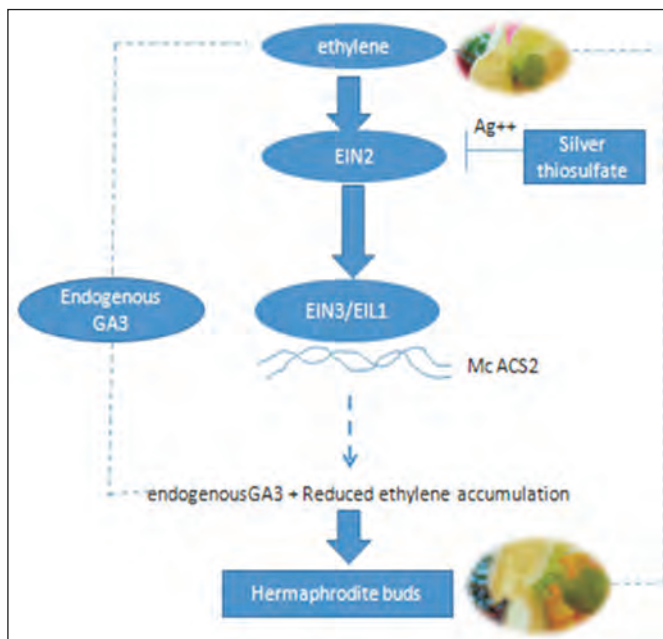 ethylene
Ag++
EIN2
Silver
thiosulfate
Endogenous
GA3
EIN3/EIL1
Mc ACS2
endogenousGA3 + Reduced ethylene accumulation
Hermaphrodite buds